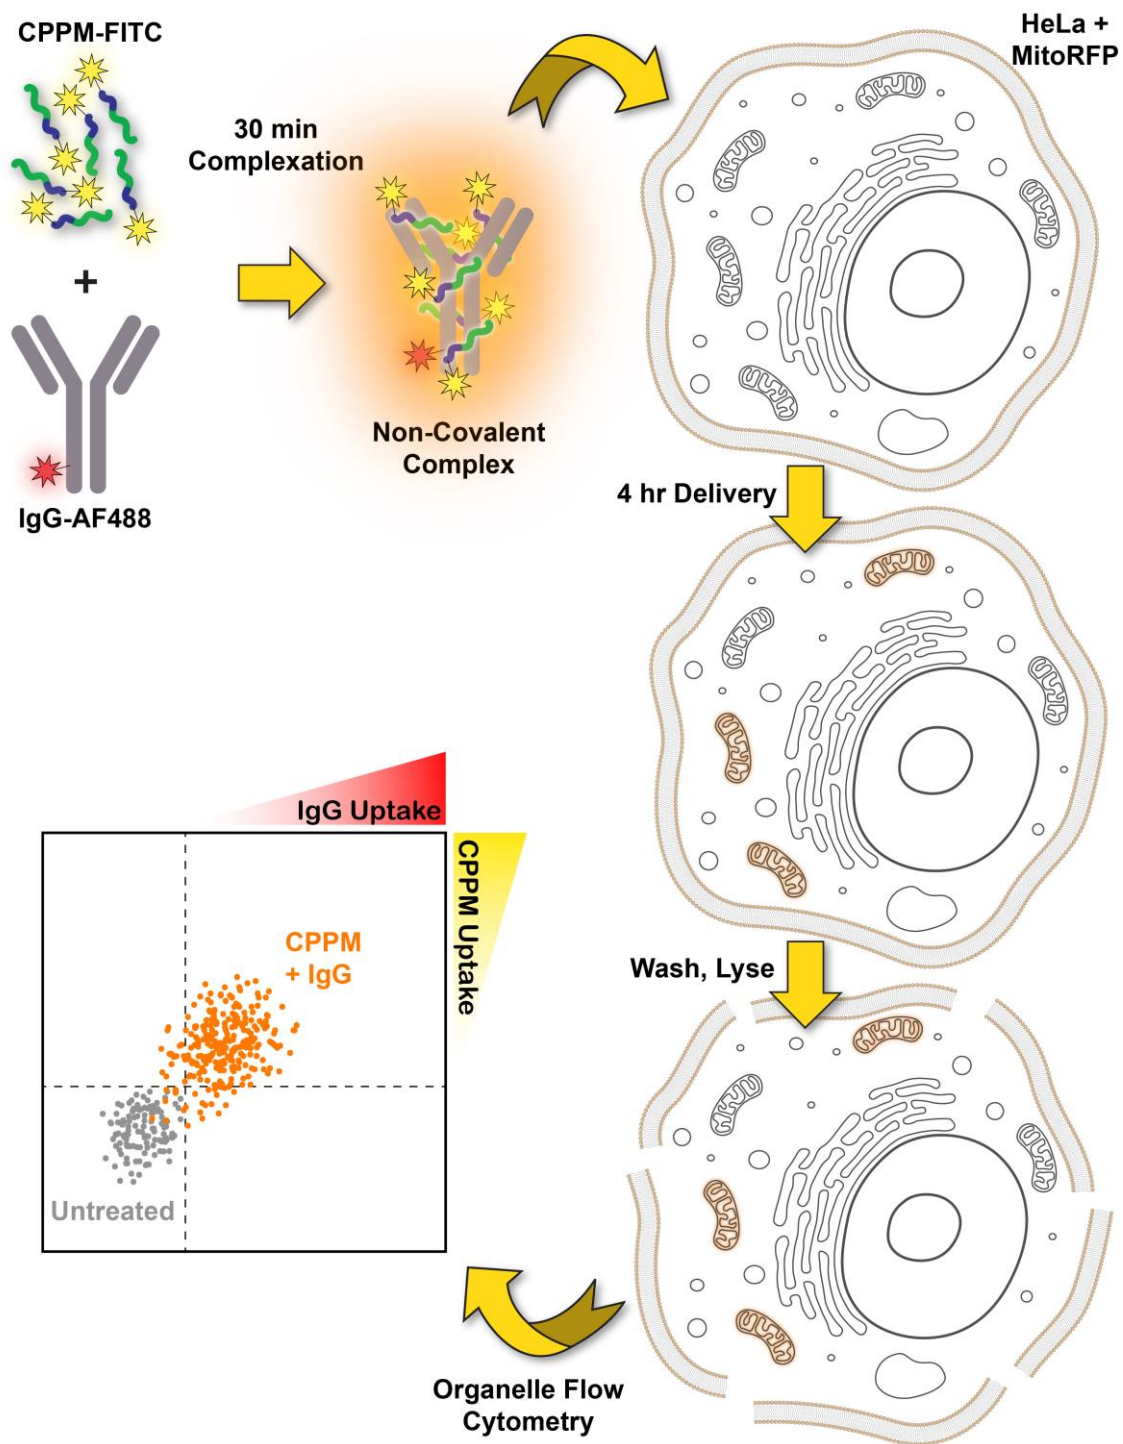 CPPM-FITC
+
IgG-AF488
30 min
Complexation
Non-Covalent
Complex
HeLa +
MitoRFP
4 hr Delivery
Wash, Lyse
Organelle Flow
Cytometry
IgG Uptake
CPPM Uptake
CPPM
+ IgG
Untreated